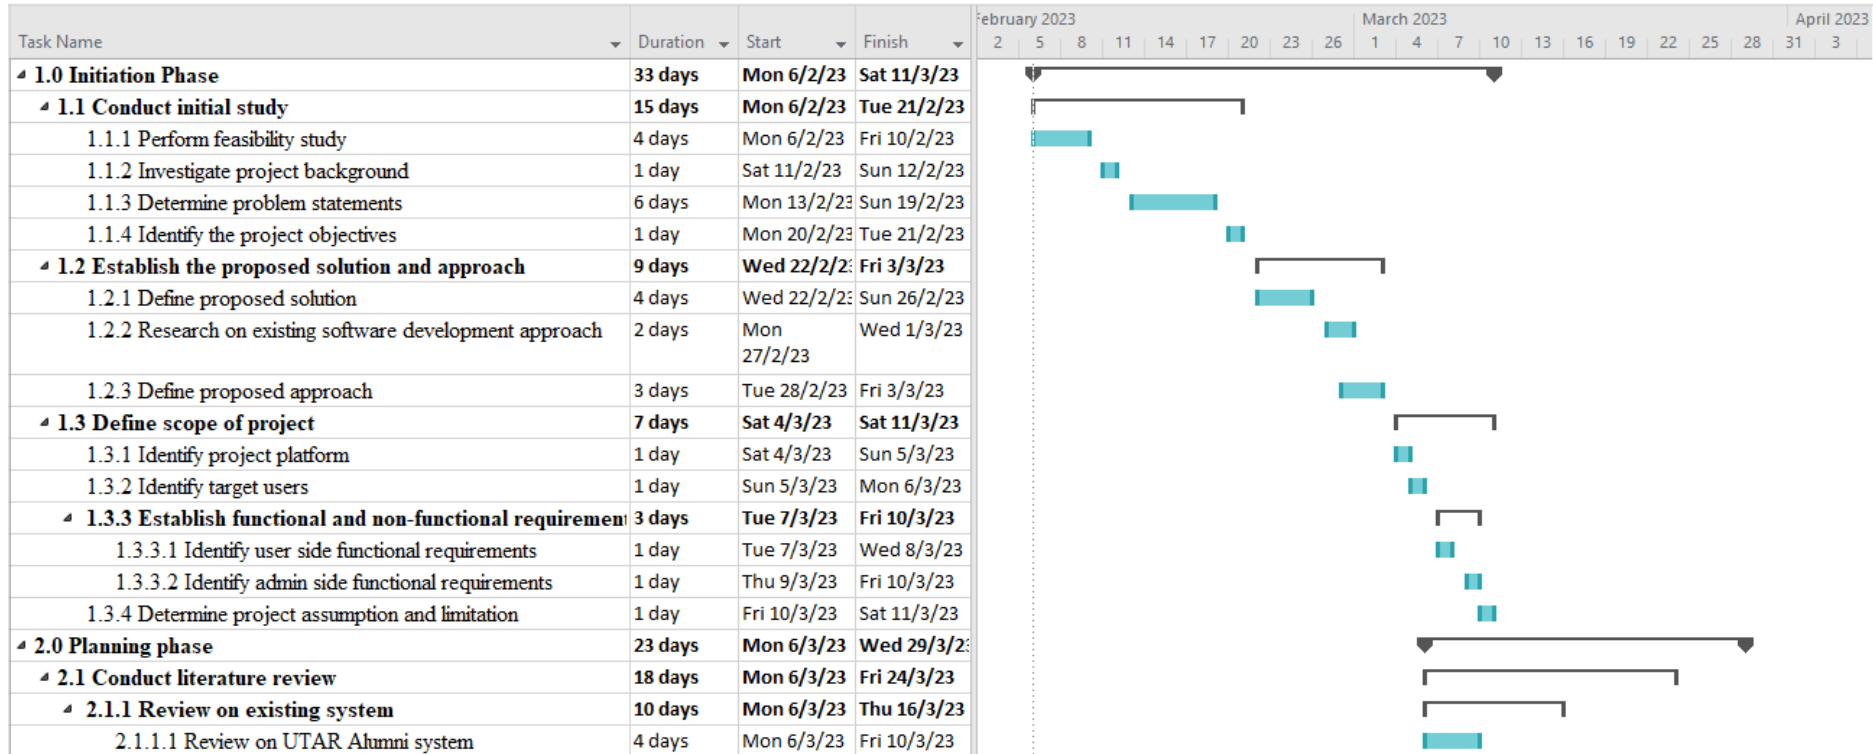 February 2023 March 2023 April 2023
Task Name Duration Start Finish 2 5 8 11 14 17 20 23 26 1 4 7 10 13 16 19 22 25 28 31 3
1.0 Initiation Phase 33 days Mon 6/2/23 Sat 11/3/23
1.1 Conduct initial study 15 days Mon 6/2/23 Tue 21/2/23
1.1.1 Perform feasibility study 4 days Mon 6/2/23 Fri 10/2/23
1.1.2 Investigate project background 1 day Sat 11/2/23 Sun 12/2/23
1.1.3 Determine problem statements 6 days Mon 13/2/23 Sun 19/2/23
1.1.4 Identify the project objectives 1 day Mon 20/2/23 Tue 21/2/23
1.2 Establish the proposed solution and approach 9 days Wed 22/2/23 Fri 3/3/23
1.2.1 Define proposed solution 4 days Wed 22/2/23 Sun 26/2/23
1.2.2 Research on existing software development approach 2 days Mon Wed 1/3/23
27/2/23
1.2.3 Define proposed approach 3 days Tue 28/2/23 Fri 3/3/23
1.3 Define scope of project 7 days Sat 4/3/23 Sat 11/3/23
1.3.1 Identify project platform 1 day Sat 4/3/23 Sun 5/3/23
1.3.2 Identify target users 1 day Sun 5/3/23 Mon 6/3/23
1.3.3 Establish functional and non-functional requirement 3 days Tue 7/3/23 Fri 10/3/23
1.3.3.1 Identify user side functional requirements 1 day Tue 7/3/23 Wed 8/3/23
1.3.3.2 Identify admin side functional requirements 1 day Thu 9/3/23 Fri 10/3/23
1.3.4 Determine project assumption and limitation 1 day Fri 10/3/23 Sat 11/3/23
2.0 Planning phase 23 days Mon 6/3/23 Wed 29/3/23
2.1 Conduct literature review 18 days Mon 6/3/23 Fri 24/3/23
2.1.1 Review on existing system 10 days Mon 6/3/23 Thu 16/3/23
2.1.1.1 Review on UTAR Alumni system 4 days Mon 6/3/23 Fri 10/3/23